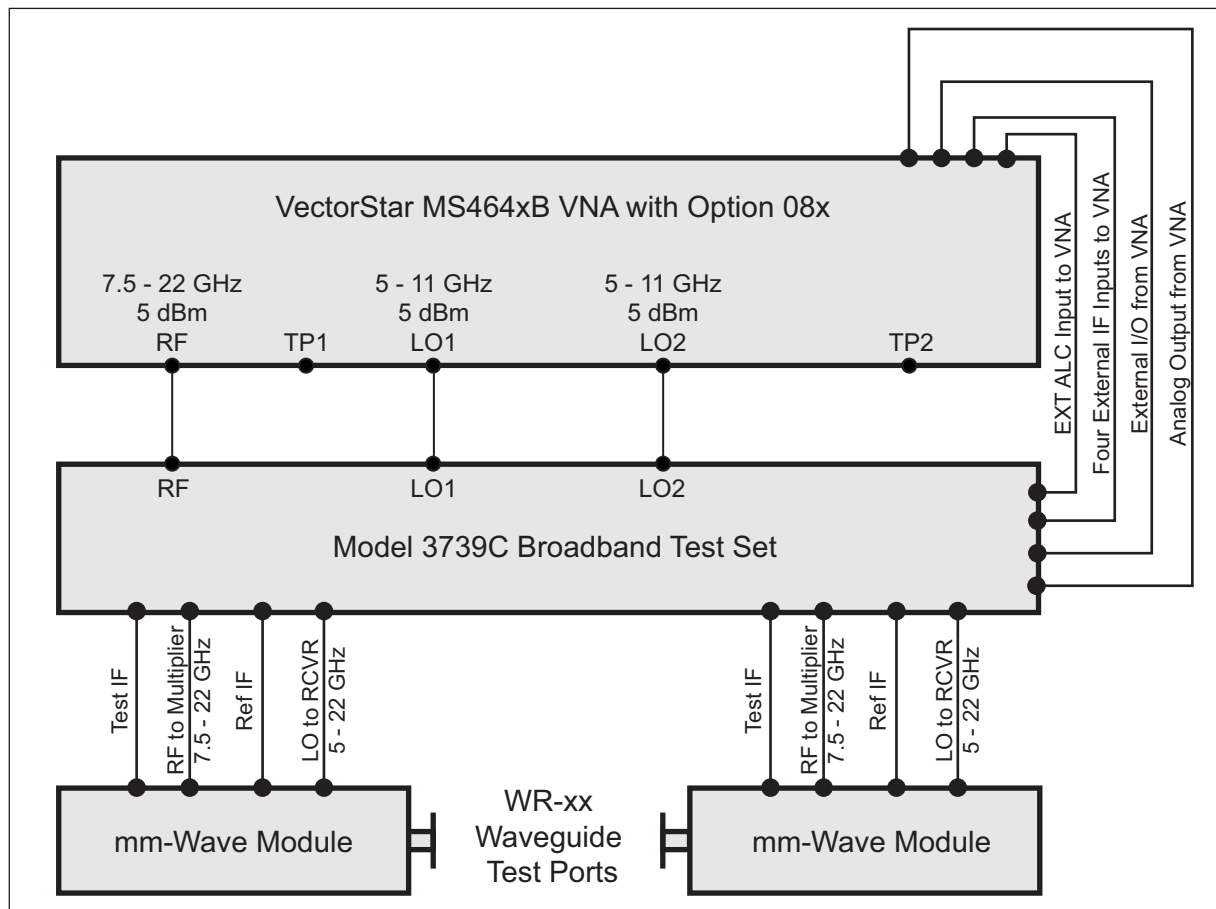 VectorStar MS464xB VNA with Option 08x
7.5 - 22 GHz
5 dBm
RF
TP1
5 - 11 GHz
5 dBm
LO1
5 - 11 GHz
5 dBm
LO2
TP2
EXT ALC Input to VNA
Four External IF Inputs to VNA
External I/O from VNA
Analog Output from VNA
RF
LO1
LO2
Model 3739C Broadband Test Set
Test IF
RF to Multiplier
7.5 - 22 GHz
Ref IF
LO to RCVR
5 - 22 GHz
Test IF
RF to Multiplier
7.5 - 22 GHz
Ref IF
LO to RCVR
5 - 22 GHz
mm-Wave Module
WR-xx
Waveguide
Test Ports
mm-Wave Module